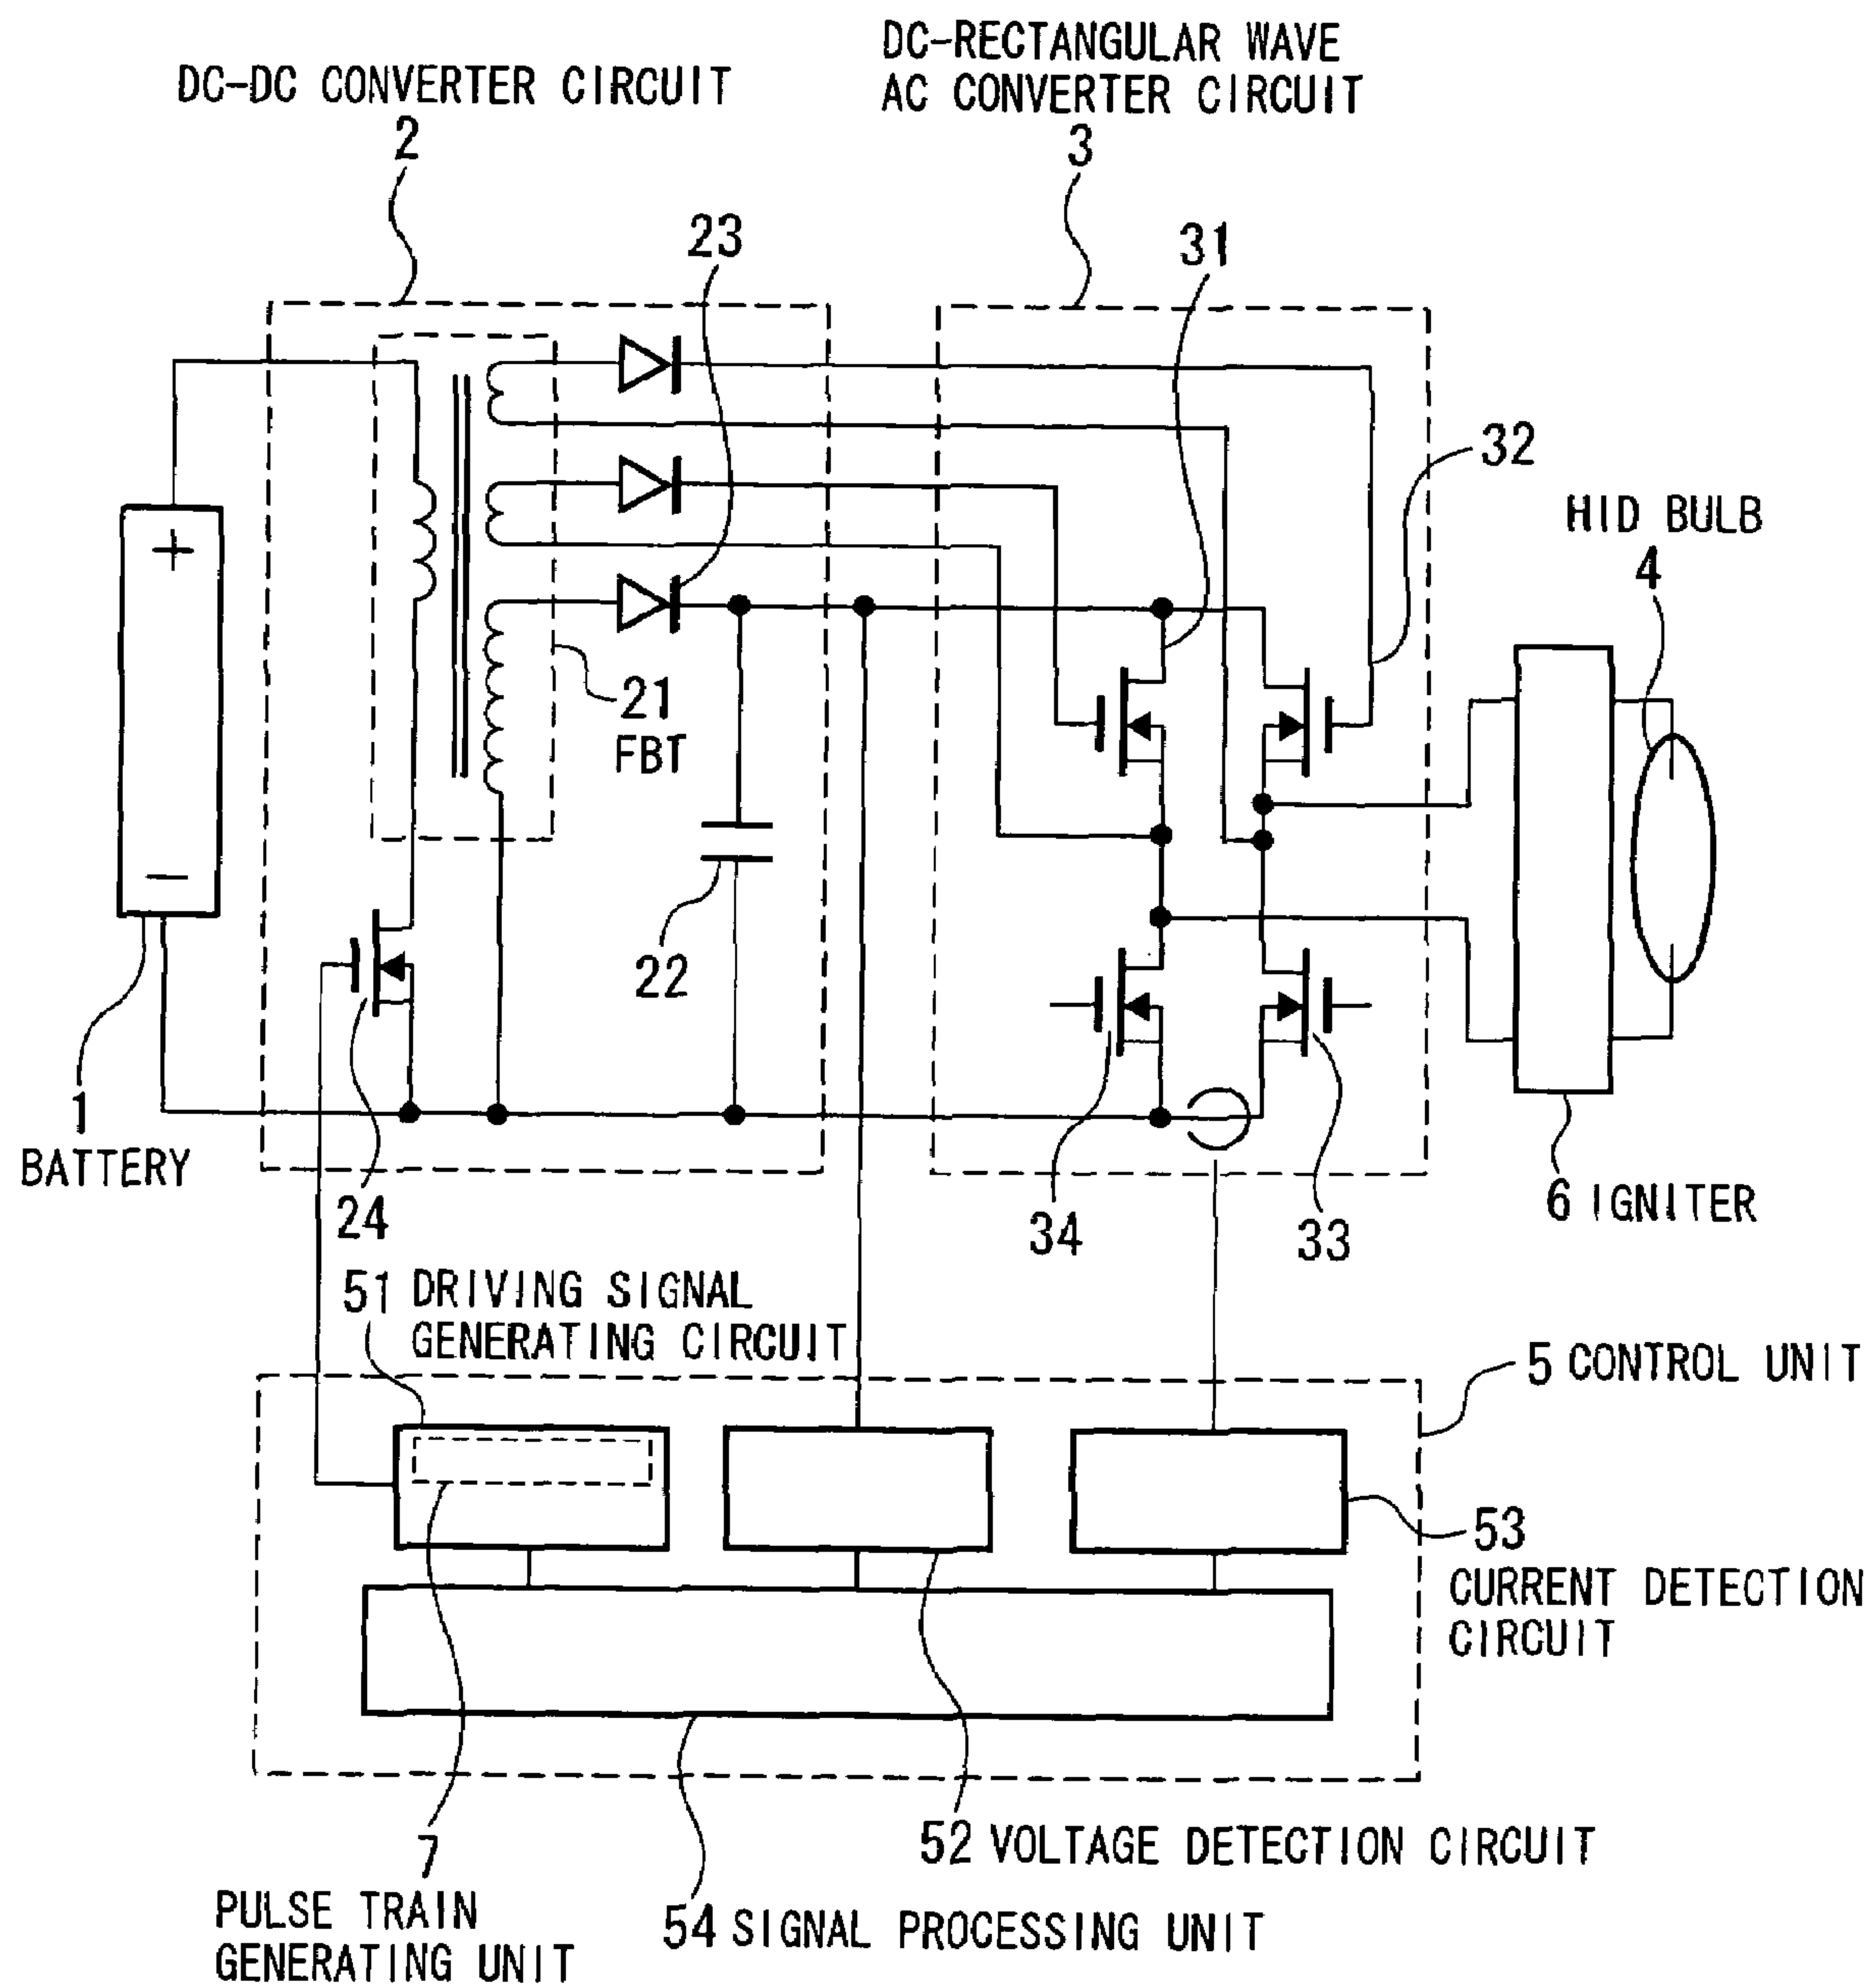 DC-RECTANGULAR WAVE
AC CONVERTER CIRCUIT
3
DC-DC CONVERTER CIRCUIT
2
23
31
32
HID BULB
4
+
21
FBT
−
22
1
BATTERY
24
34
33
6 IGNITER
51 DRIVING SIGNAL
GENERATING CIRCUIT
5 CONTROL UNIT
53
CURRENT DETECTION
CIRCUIT
7
PULSE TRAIN
GENERATING UNIT
52 VOLTAGE DETECTION CIRCUIT
54 SIGNAL PROCESSING UNIT